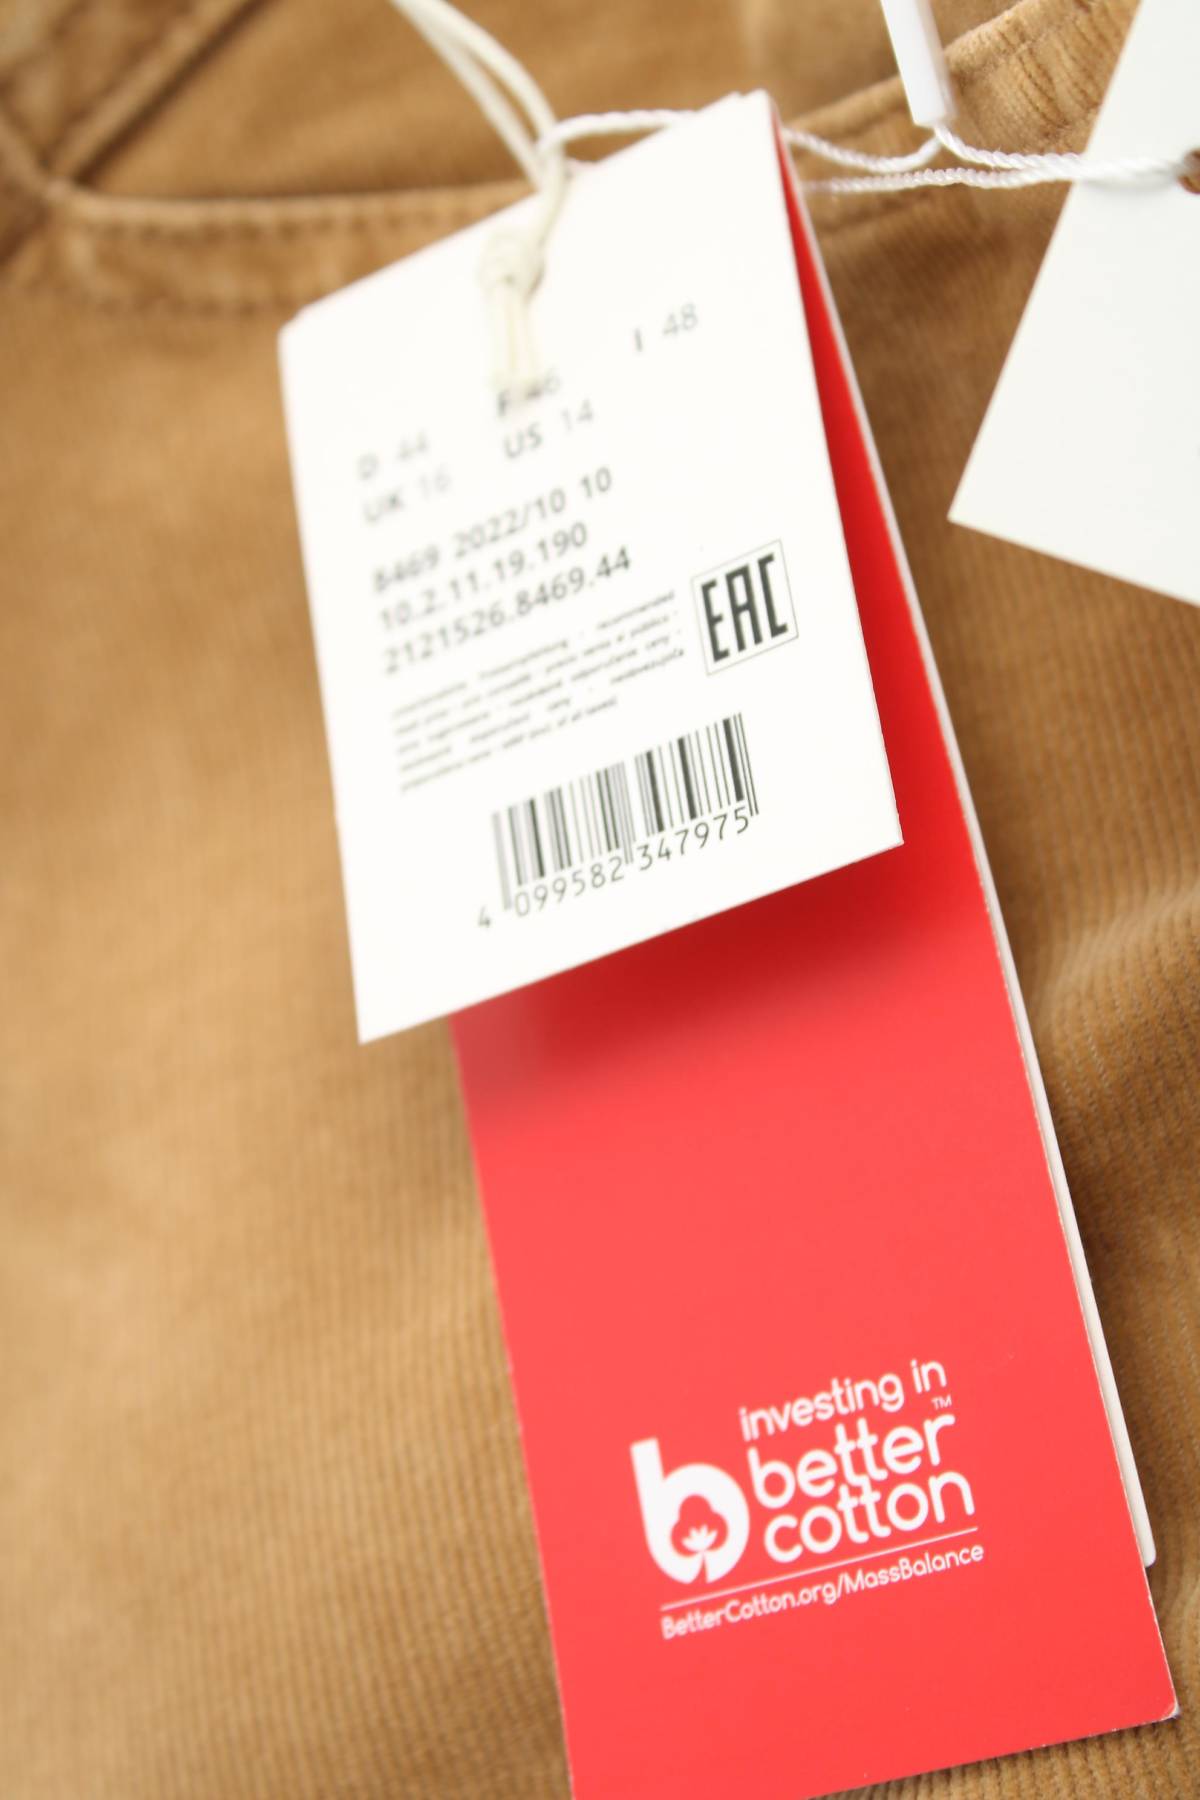 I 48
F 46
D 44
US 14
UK 16
8469 2022/10 10
10.2.11.19.190
2121526.8469.44
EAC
4 099582 347975
investing in
better™
cotton
BetterCotton.org/MassBalance